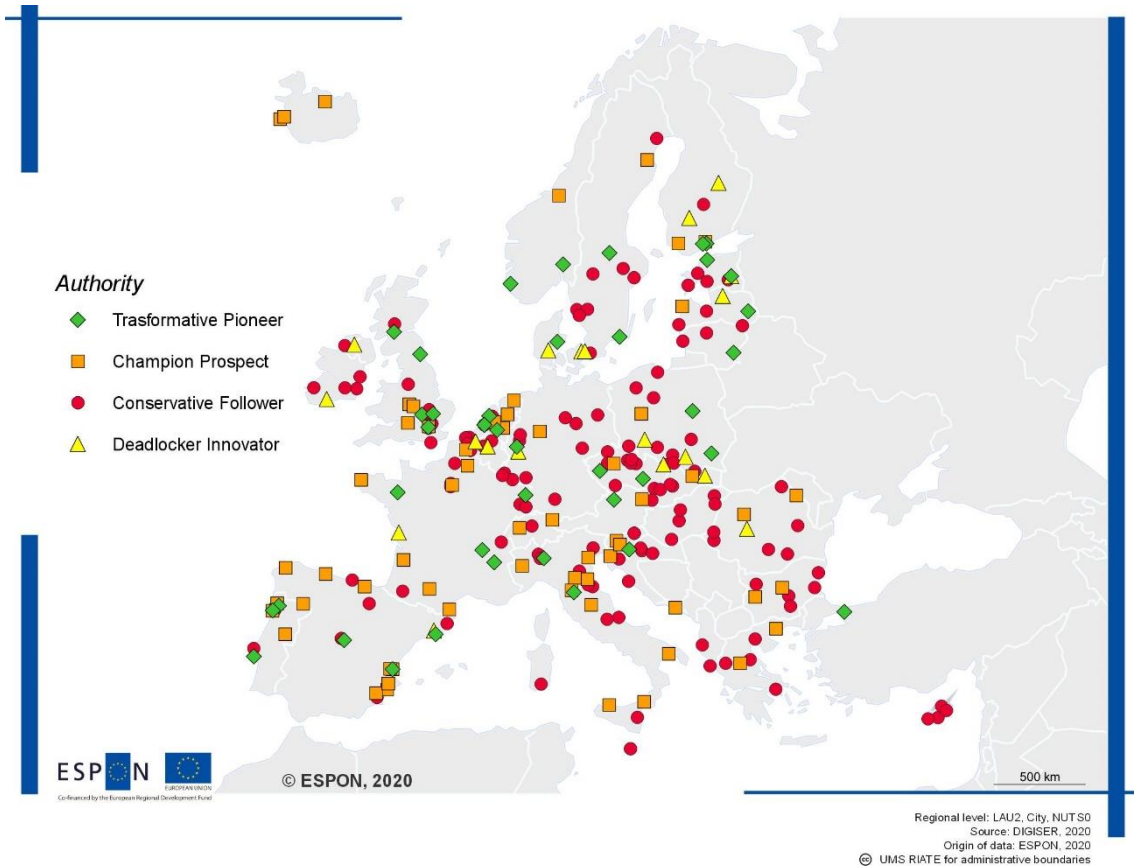 Authority
Trasformative Pioneer
Champion Prospect
Conservative Follower
Deadlocker Innovator
ESPON
EUROPEAN UNION
Co-financed by the European Regional Development Fund
© ESPON, 2020
500 km
Regional level: LAU2, City, NUTS0
Source: DIGISER, 2020
Origin of data: ESPON, 2020
cc UMS RIATE for administrative boundaries